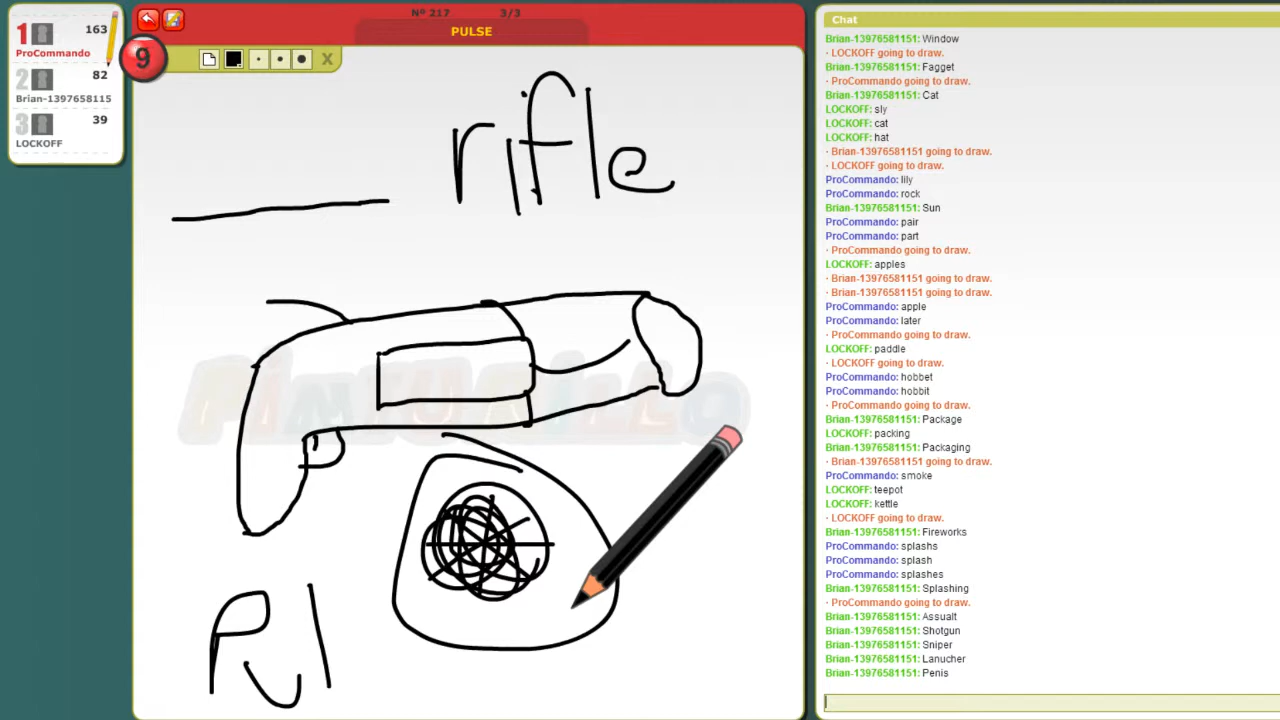 1
163
ProCommando
2
82
Brian-1397658115
3
39
LOCKOFF
9
Nº 217
3/3
PULSE
X
rifle
Chat
Brian-13976581151: Window
· LOCKOFF going to draw.
Brian-13976581151: Fagget
· ProCommando going to draw.
Brian-13976581151: Cat
LOCKOFF: sly
LOCKOFF: cat
LOCKOFF: hat
· Brian-13976581151 going to draw.
· LOCKOFF going to draw.
ProCommando: lily
ProCommando: rock
Brian-13976581151: Sun
ProCommando: pair
ProCommando: part
· ProCommando going to draw.
LOCKOFF: apples
· Brian-13976581151 going to draw.
· Brian-13976581151 going to draw.
ProCommando: apple
ProCommando: later
· ProCommando going to draw.
LOCKOFF: paddle
· LOCKOFF going to draw.
ProCommando: hobbet
ProCommando: hobbit
· ProCommando going to draw.
Brian-13976581151: Package
LOCKOFF: packing
Brian-13976581151: Packaging
· Brian-13976581151 going to draw.
ProCommando: smoke
LOCKOFF: teepot
LOCKOFF: kettle
· LOCKOFF going to draw.
Brian-13976581151: Fireworks
ProCommando: splashs
ProCommando: splash
ProCommando: splashes
Brian-13976581151: Splashing
· ProCommando going to draw.
Brian-13976581151: Assualt
Brian-13976581151: Shotgun
Brian-13976581151: Sniper
Brian-13976581151: Lanucher
Brian-13976581151: Penis